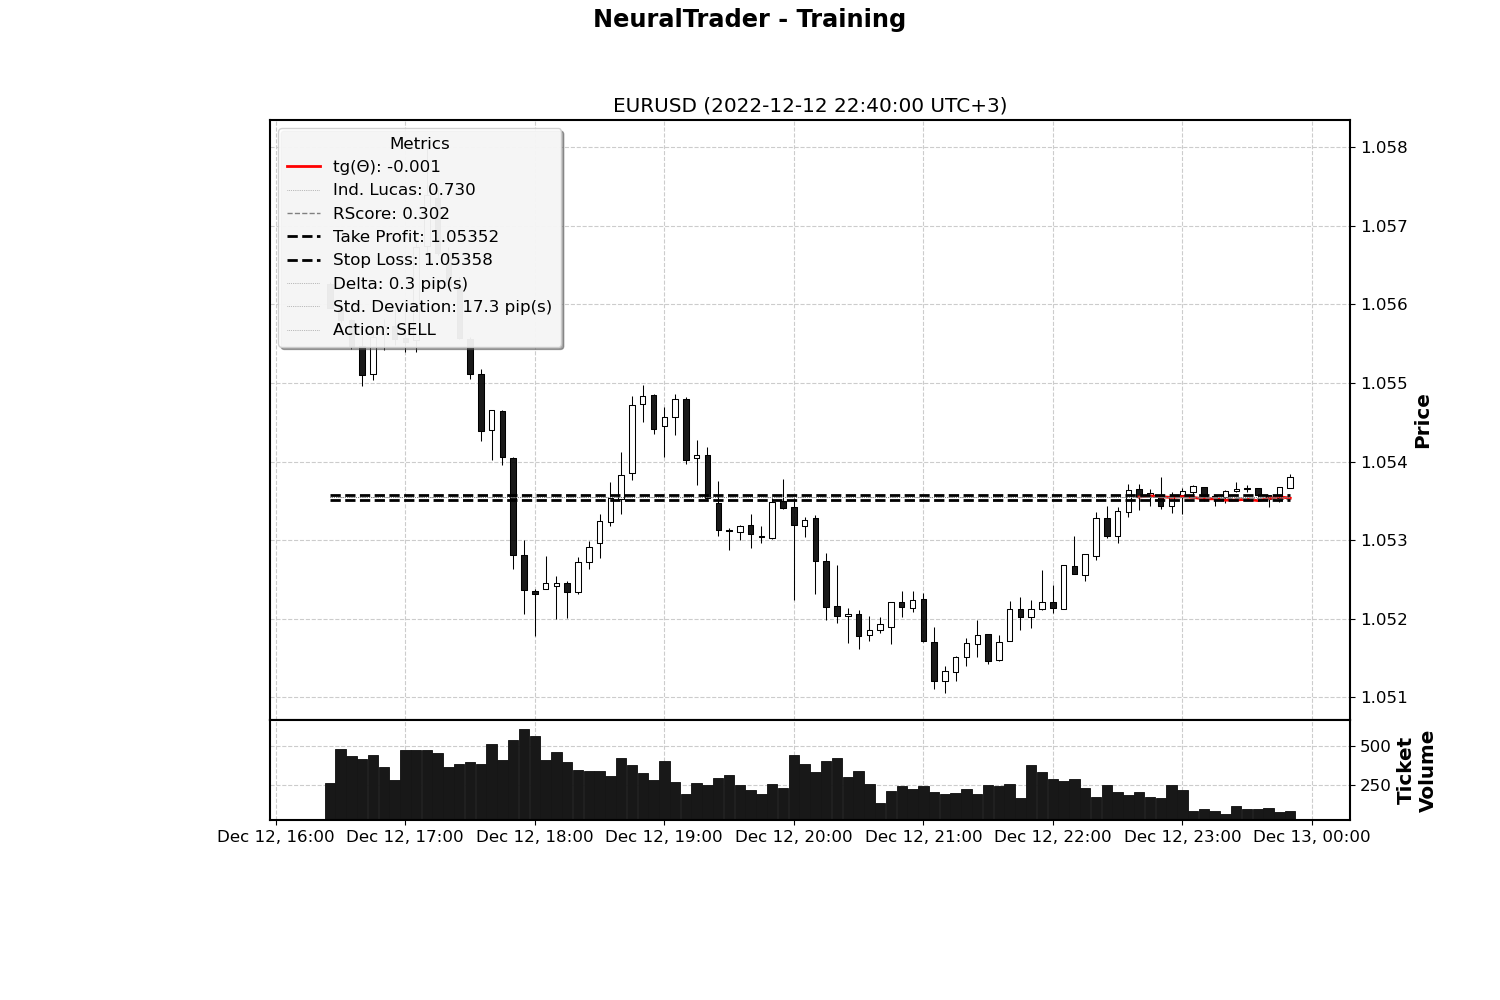 NeuralTrader - Training
EURUSD (2022-12-12 22:40:00 UTC+3)
Metrics
tg(Θ): -0.001
Ind. Lucas: 0.730
RScore: 0.302
Take Profit: 1.05352
Stop Loss: 1.05358
Delta: 0.3 pip(s)
Std. Deviation: 17.3 pip(s)
Action: SELL
1.058
1.057
1.056
1.055
1.054
1.053
1.052
1.051
Price
500
250
Ticket
Volume
Dec 12, 16:00 Dec 12, 17:00 Dec 12, 18:00 Dec 12, 19:00 Dec 12, 20:00 Dec 12, 21:00 Dec 12, 22:00 Dec 12, 23:00 Dec 13, 00:00